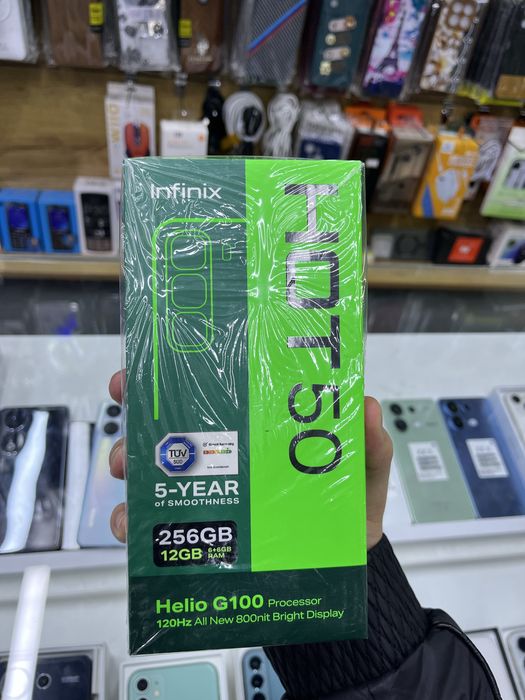 Infinix
HOT 50
TÜV
SÜD
5-YEAR
OF SMOOTHNESS
256GB
12GB 6+6GB
RAM
Helio G100 Processor
120Hz All New 800nit Bright Display